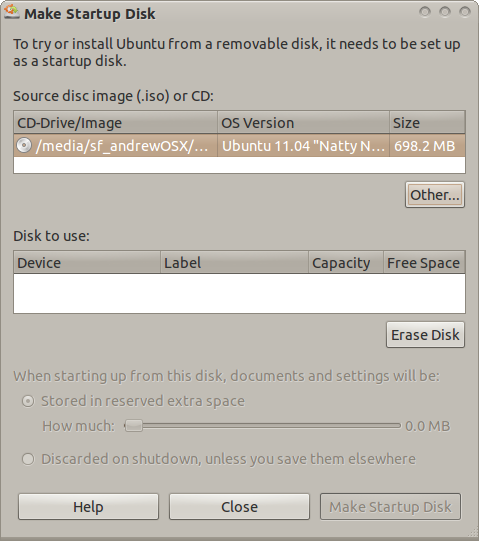 Make Startup Disk
To try or install Ubuntu from a removable disk, it needs to be set up
as a startup disk.
Source disc image (.iso) or CD:
CD-Drive/Image OS Version Size
/media/sf_andrewOSX/... Ubuntu 11.04 "Natty N... 698.2 MB
Other...
Disk to use:
Device Label Capacity Free Space
Erase Disk
When starting up from this disk, documents and settings will be:
Stored in reserved extra space
How much: 0.0 MB
Discarded on shutdown, unless you save them elsewhere
Help Close Make Startup Disk